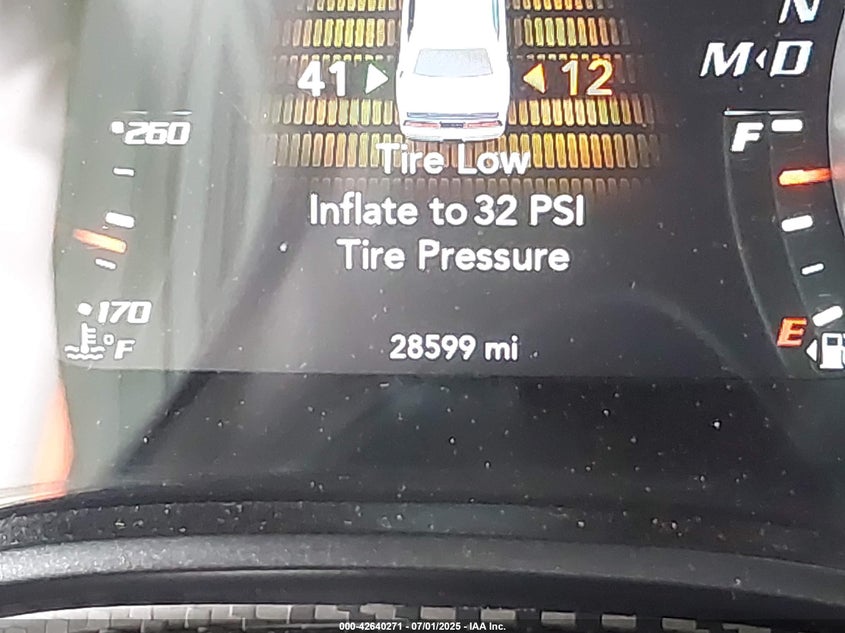 N
M D
41 12
260
F
Tire Low
Inflate to 32 PSI
Tire Pressure
170
°F
E
28599 mi
000-42640271 - 07/01/2025 - IAA Inc.